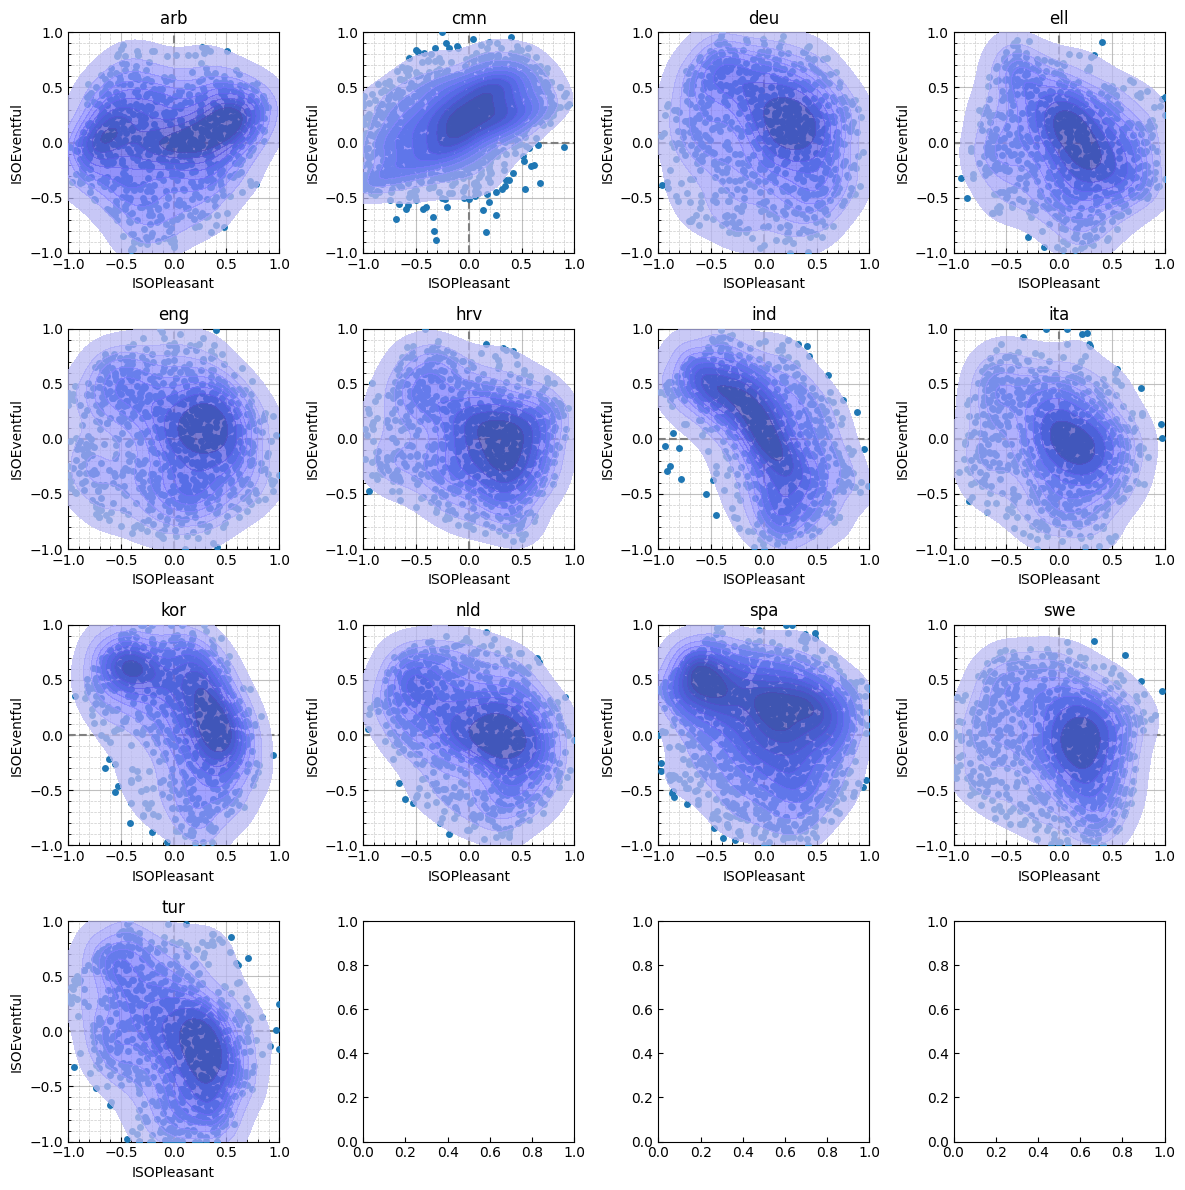 arb cmn deu ell
1.0 1.0 1.0 1.0
0.5 0.5 0.5 0.5
ISOEventful 0.0 ISOEventful 0.0 ISOEventful 0.0 ISOEventful 0.0
−0.5 −0.5 −0.5 −0.5
−1.0 −1.0 −1.0 −1.0
−1.0 −0.5 0.0 0.5 1.0 −1.0 −0.5 0.0 0.5 1.0 −1.0 −0.5 0.0 0.5 1.0 −1.0 −0.5 0.0 0.5 1.0
ISOPleasant ISOPleasant ISOPleasant ISOPleasant
eng hrv ind ita
1.0 1.0 1.0 1.0
0.5 0.5 0.5 0.5
ISOEventful 0.0 ISOEventful 0.0 ISOEventful 0.0 ISOEventful 0.0
−0.5 −0.5 −0.5 −0.5
−1.0 −1.0 −1.0 −1.0
−1.0 −0.5 0.0 0.5 1.0 −1.0 −0.5 0.0 0.5 1.0 −1.0 −0.5 0.0 0.5 1.0 −1.0 −0.5 0.0 0.5 1.0
ISOPleasant ISOPleasant ISOPleasant ISOPleasant
kor nld spa swe
1.0 1.0 1.0 1.0
0.5 0.5 0.5 0.5
ISOEventful 0.0 ISOEventful 0.0 ISOEventful 0.0 ISOEventful 0.0
−0.5 −0.5 −0.5 −0.5
−1.0 −1.0 −1.0 −1.0
−1.0 −0.5 0.0 0.5 1.0 −1.0 −0.5 0.0 0.5 1.0 −1.0 −0.5 0.0 0.5 1.0 −1.0 −0.5 0.0 0.5 1.0
ISOPleasant ISOPleasant ISOPleasant ISOPleasant
tur
1.0 1.0 1.0 1.0
0.8 0.8 0.8
0.5
0.6 0.6 0.6
ISOEventful 0.0
0.4 0.4 0.4
−0.5
0.2 0.2 0.2
−1.0 0.0 0.0 0.0
−1.0 −0.5 0.0 0.5 1.0 0.0 0.2 0.4 0.6 0.8 1.0 0.0 0.2 0.4 0.6 0.8 1.0 0.0 0.2 0.4 0.6 0.8 1.0
ISOPleasant